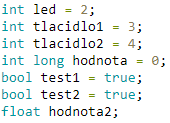 int led = 2;
int tlacidlo1 = 3;
int tlacidlo2 = 4;
int long hodnota = 0;
bool test1 = true;
bool test2 = true;
float hodnota2;